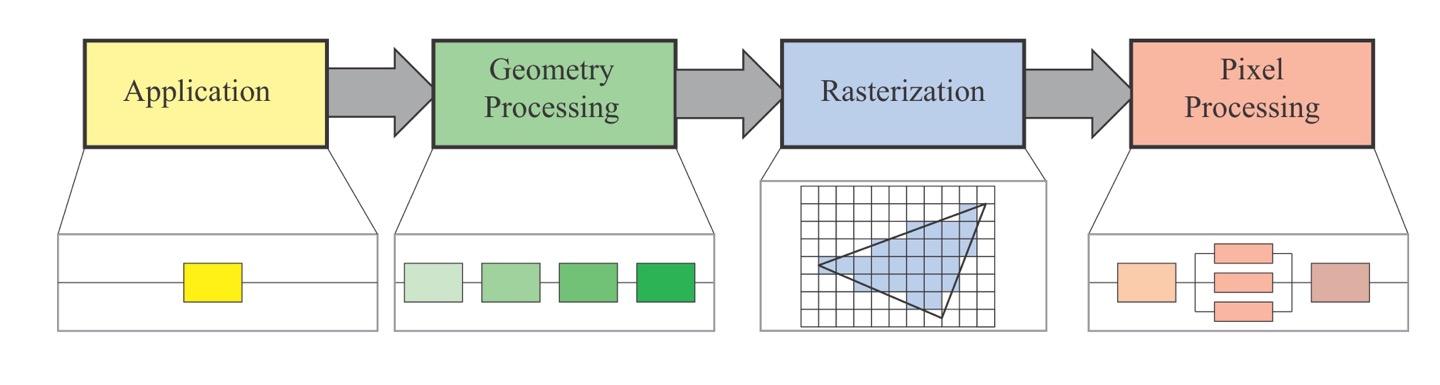 Application
Geometry
Processing
Rasterization
Pixel
Processing